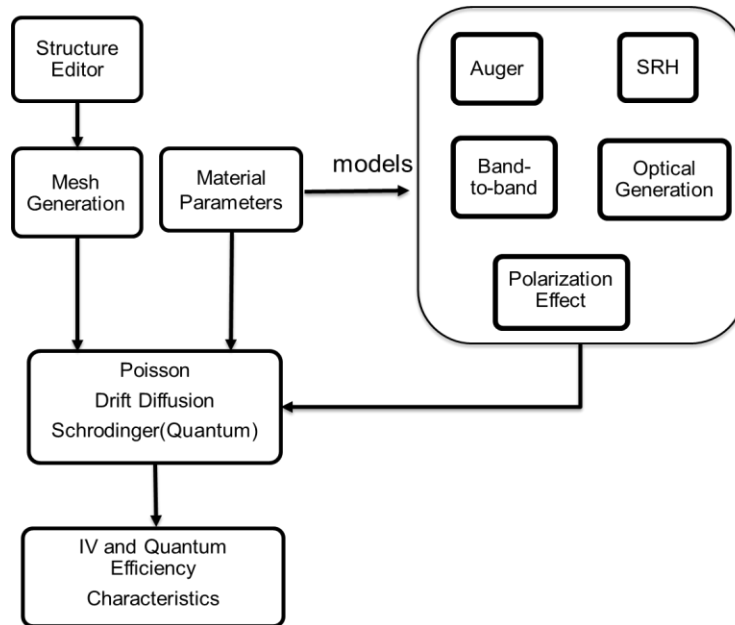 Structure
Editor
Auger
SRH
Mesh
Generation
Material
Parameters
models
Band-
to-band
Optical
Generation
Polarization
Effect
Poisson
Drift Diffusion
Schrodinger(Quantum)
IV and Quantum
Efficiency
Characteristics